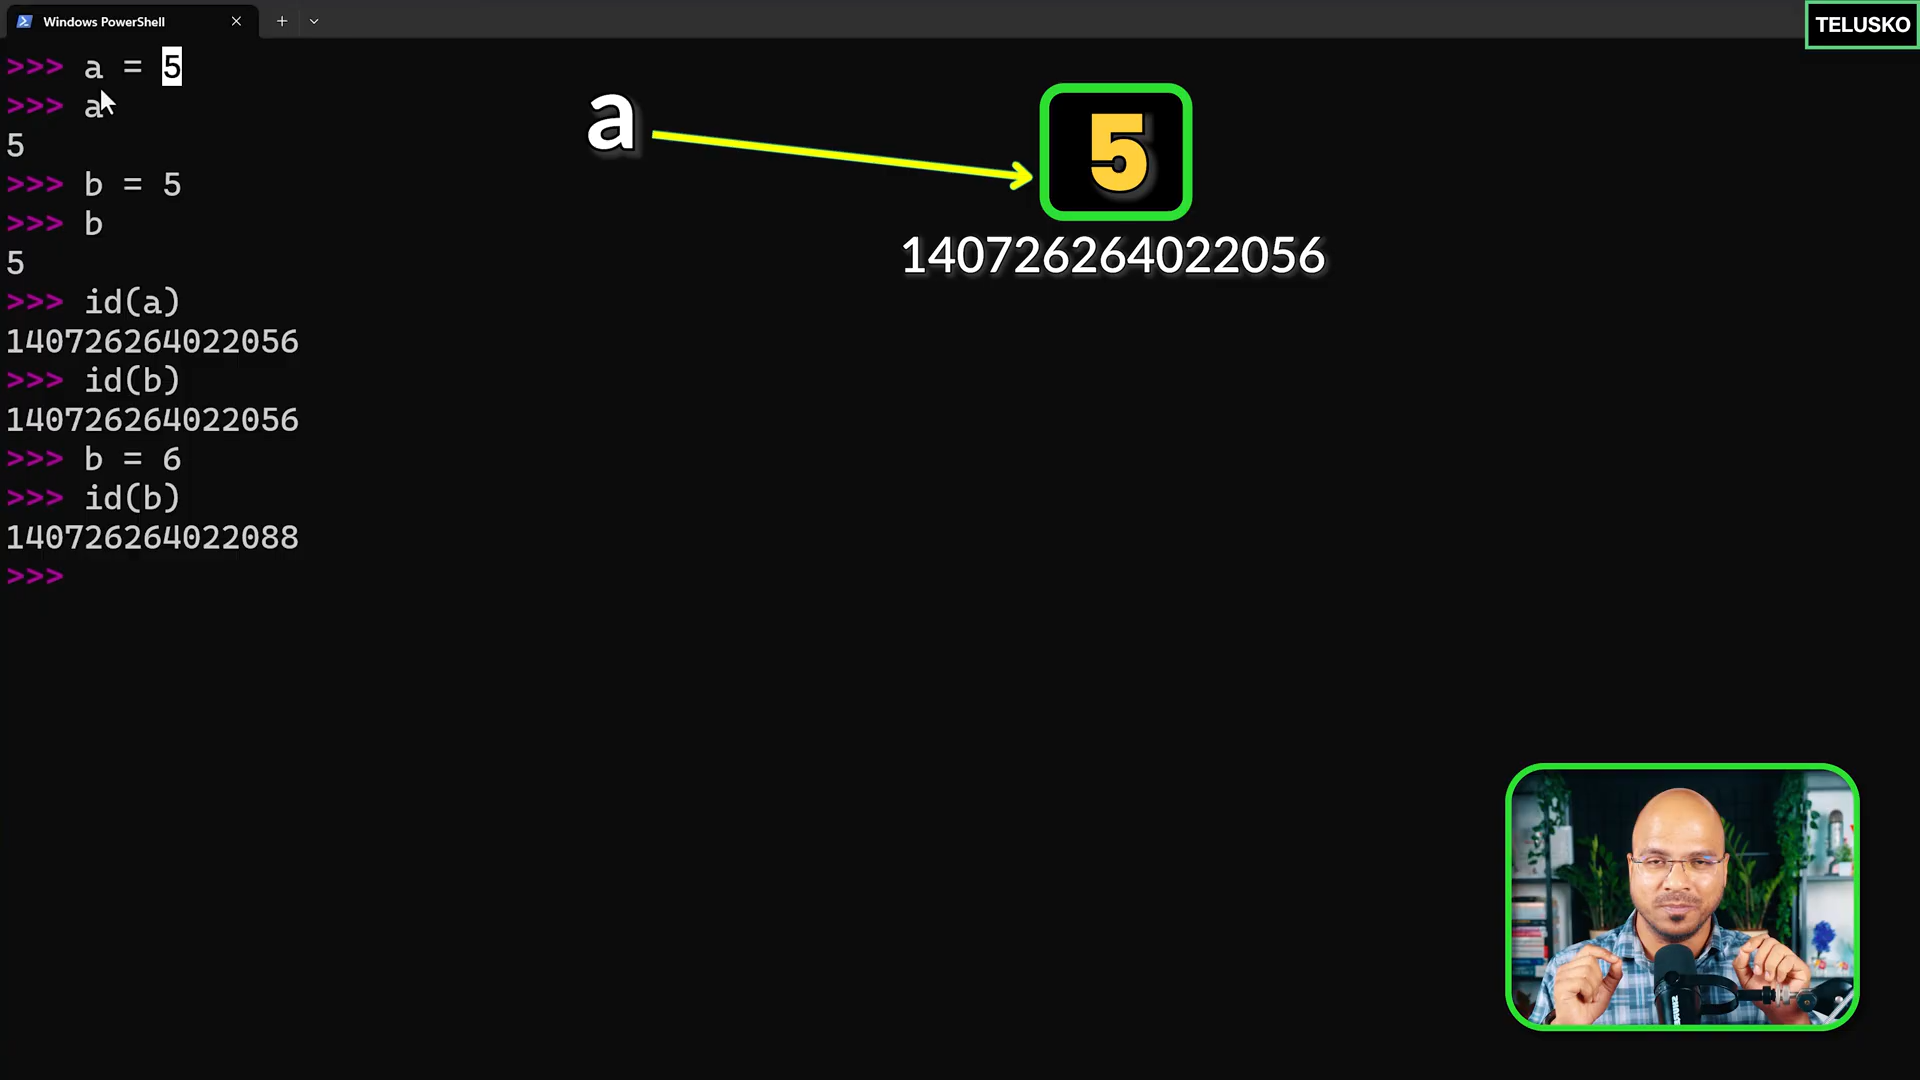 Windows PowerShell
TELUSKO
>>> a = 5
>>> a
5
>>> b = 5
>>> b
5
>>> id(a)
140726264022056
>>> id(b)
140726264022056
>>> b = 6
>>> id(b)
140726264022088
>>>
a
5
140726264022056